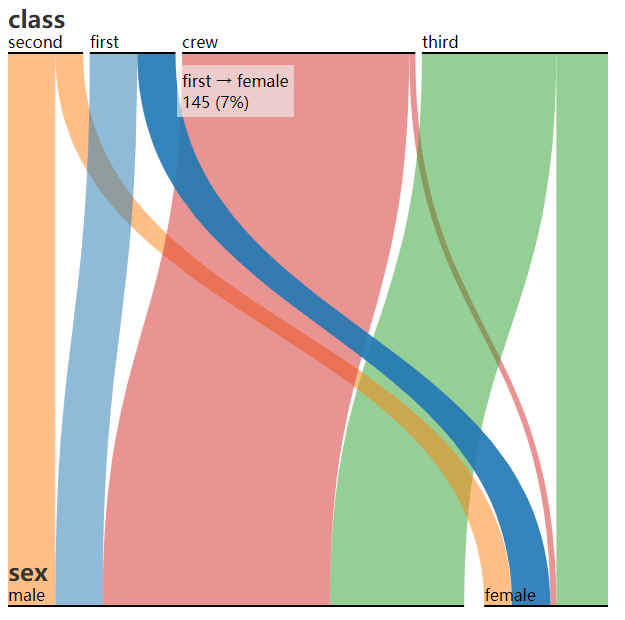 class
second first crew third
first → female
145 (7%)
sex
male female